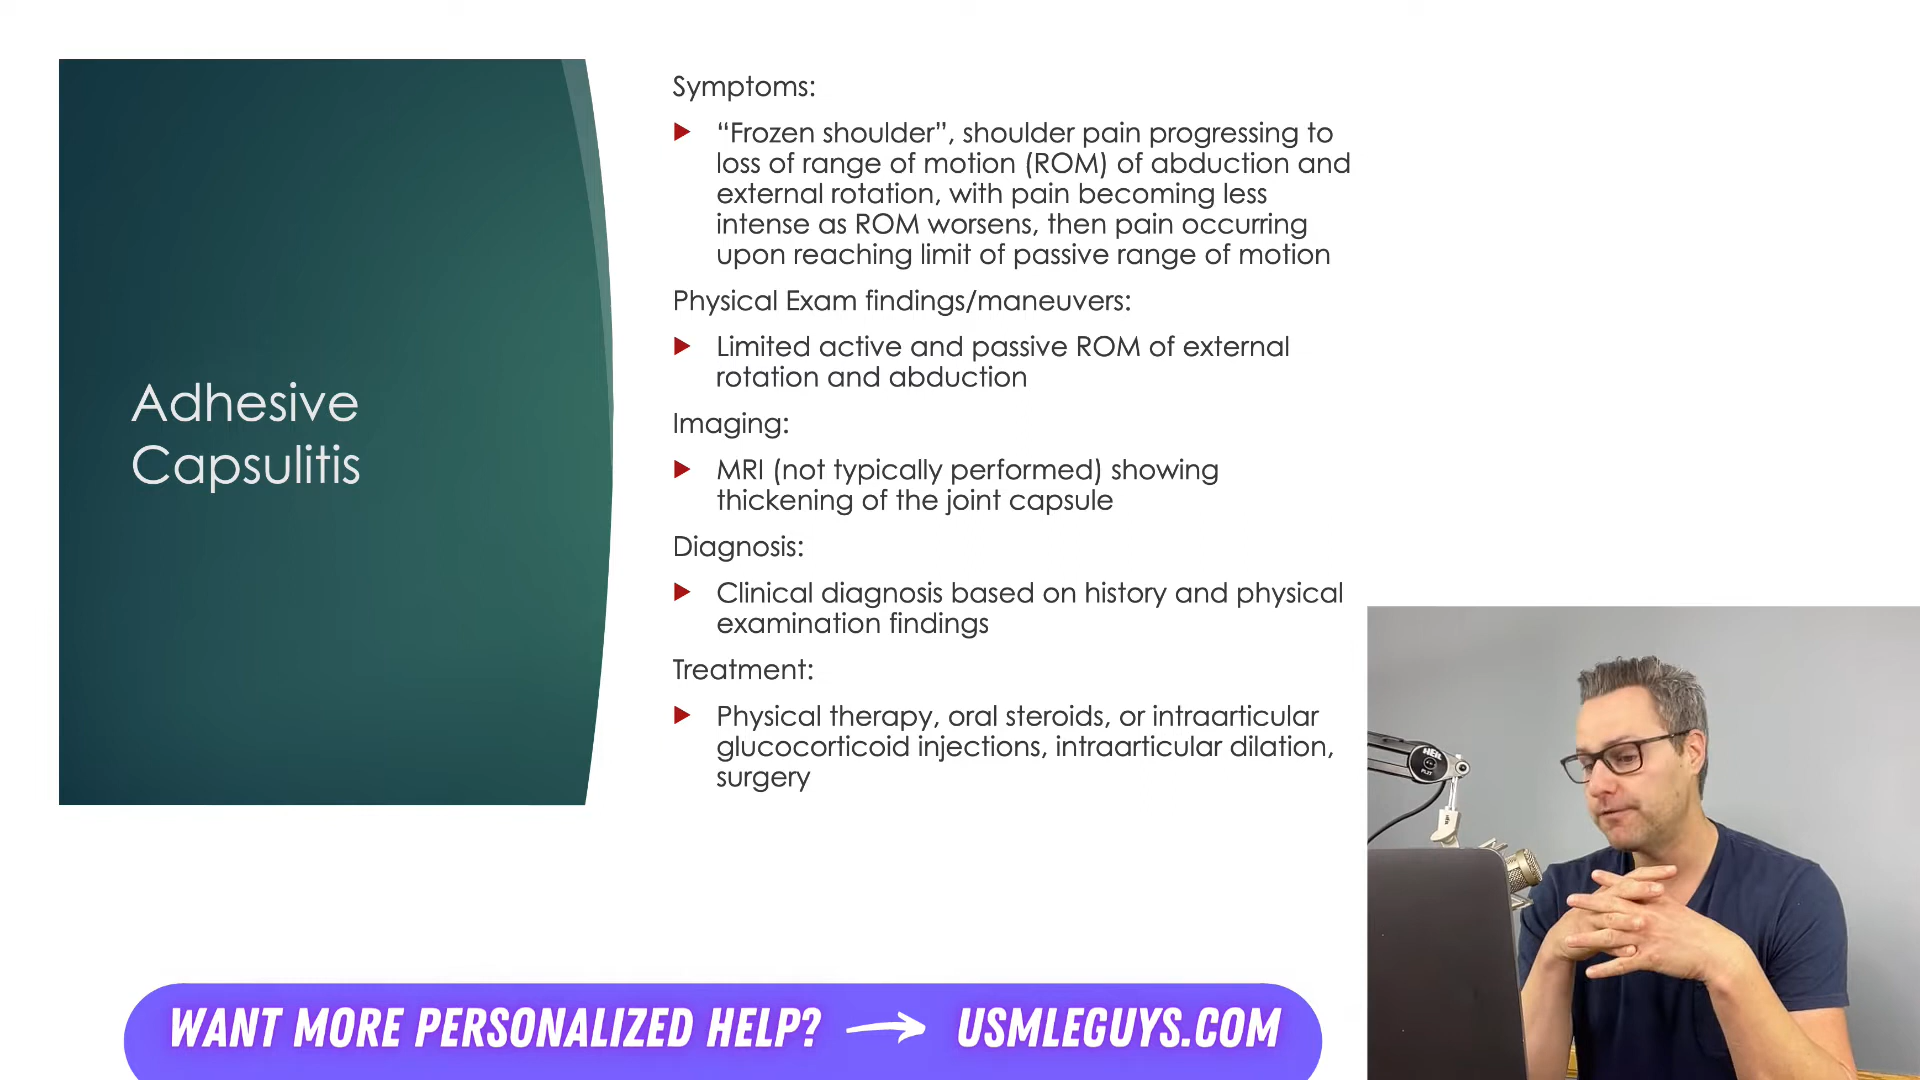 Adhesive
Capsulitis
Symptoms:
“Frozen shoulder”, shoulder pain progressing to
loss of range of motion (ROM) of abduction and
external rotation, with pain becoming less
intense as ROM worsens, then pain occurring
upon reaching limit of passive range of motion
Physical Exam findings/maneuvers:
Limited active and passive ROM of external
rotation and abduction
Imaging:
MRI (not typically performed) showing
thickening of the joint capsule
Diagnosis:
Clinical diagnosis based on history and physical
examination findings
Treatment:
Physical therapy, oral steroids, or intraarticular
glucocorticoid injections, intraarticular dilation,
surgery
WANT MORE PERSONALIZED HELP? → USMLEGUYS.COM